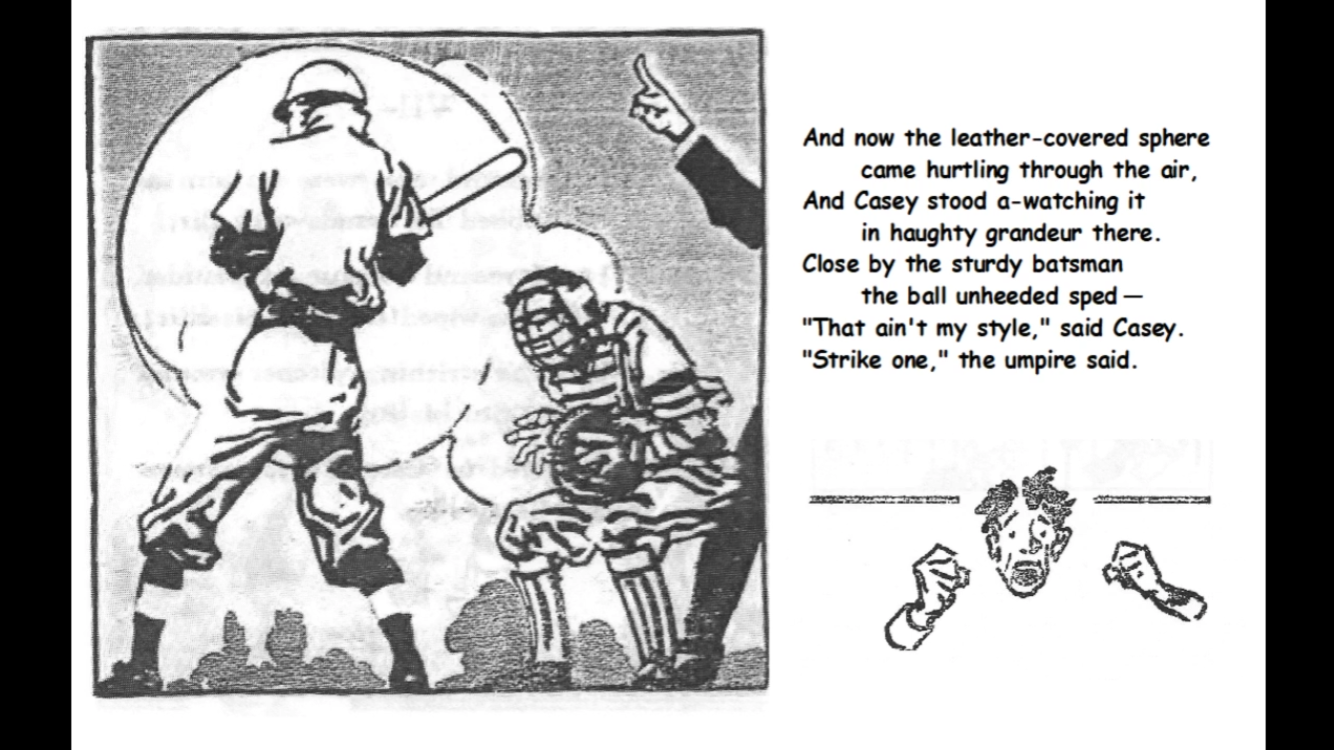 And now the leather-covered sphere
came hurtling through the air,
And Casey stood a-watching it
in haughty grandeur there.
Close by the sturdy batsman
the ball unheeded sped —
"That ain't my style," said Casey.
"Strike one," the umpire said.